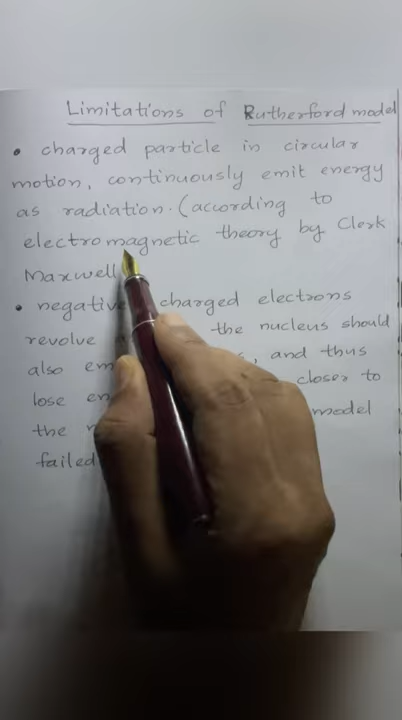 Limitations of Rutherford model
• charged particle in circular
motion, continuously emit energy
as radiation. (according to
electromagnetic theory by Clerk
Maxwell
• negative charged electrons
revolve the nucleus should
also and thus
lose closer to
the model
failed